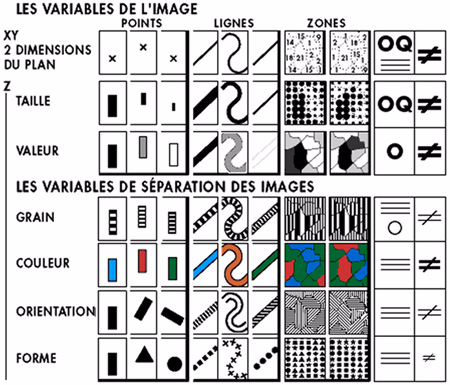 LES VARIABLES DE L'IMAGE
POINTS LIGNES ZONES
XY
2 DIMENSIONS
DU PLAN
OQ ≠
Z
TAILLE
OQ ≠
VALEUR
O ≠
LES VARIABLES DE SÉPARATION DES IMAGES
GRAIN
≡ O ≠
COULEUR
≡ ≠
ORIENTATION
≡ ≠
FORME
≡ ≠